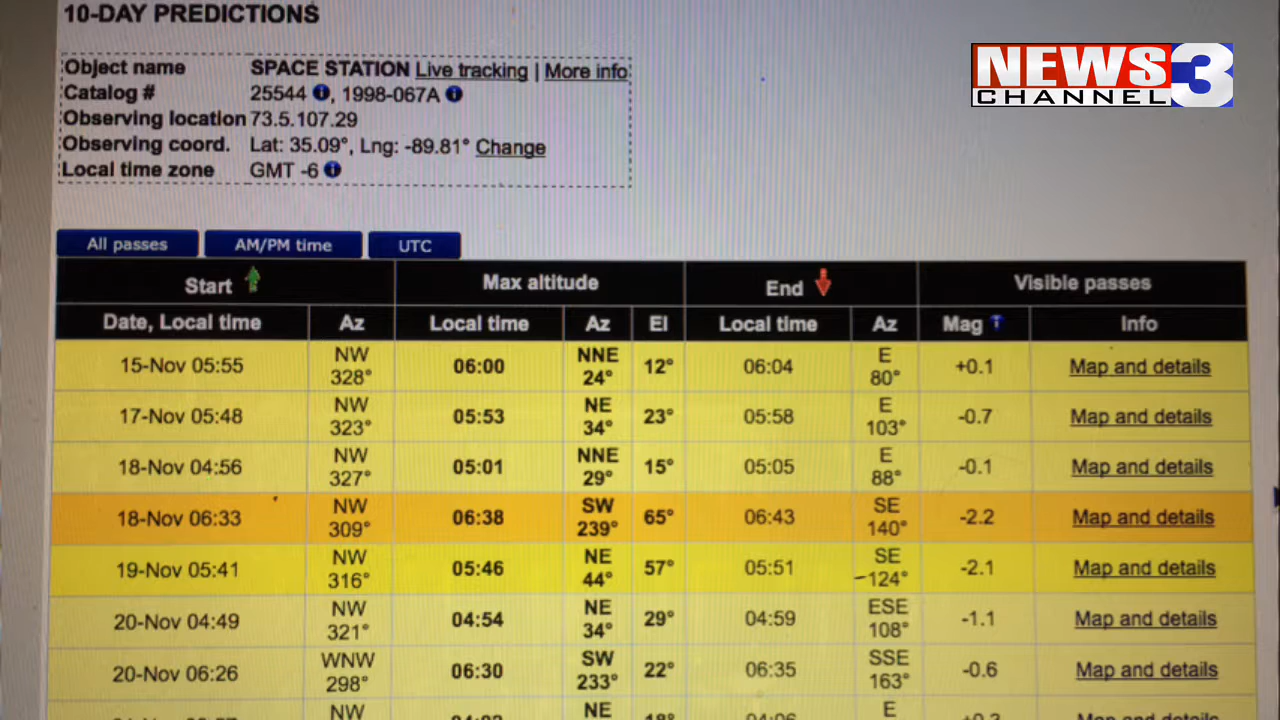 10-DAY PREDICTIONS
NEWS 3
CHANNEL
Object name SPACE STATION Live tracking | More info
Catalog # 25544 i, 1998-067A i
Observing location 73.5.107.29
Observing coord. Lat: 35.09°, Lng: -89.81° Change
Local time zone GMT -6 i
All passes AM/PM time UTC
Start Max altitude End Visible passes
Date, Local time Az Local time Az El Local time Az Mag Info
15-Nov 05:55 NW 328° 06:00 NNE 24° 12° 06:04 E 80° +0.1 Map and details
17-Nov 05:48 NW 323° 05:53 NE 34° 23° 05:58 E 103° -0.7 Map and details
18-Nov 04:56 NW 327° 05:01 NNE 29° 15° 05:05 E 88° -0.1 Map and details
18-Nov 06:33 NW 309° 06:38 SW 239° 65° 06:43 SE 140° -2.2 Map and details
19-Nov 05:41 NW 316° 05:46 NE 44° 57° 05:51 SE 124° -2.1 Map and details
20-Nov 04:49 NW 321° 04:54 NE 34° 29° 04:59 ESE 108° -1.1 Map and details
20-Nov 06:26 WNW 298° 06:30 SW 233° 22° 06:35 SSE 163° -0.6 Map and details
NW NE E Map and details